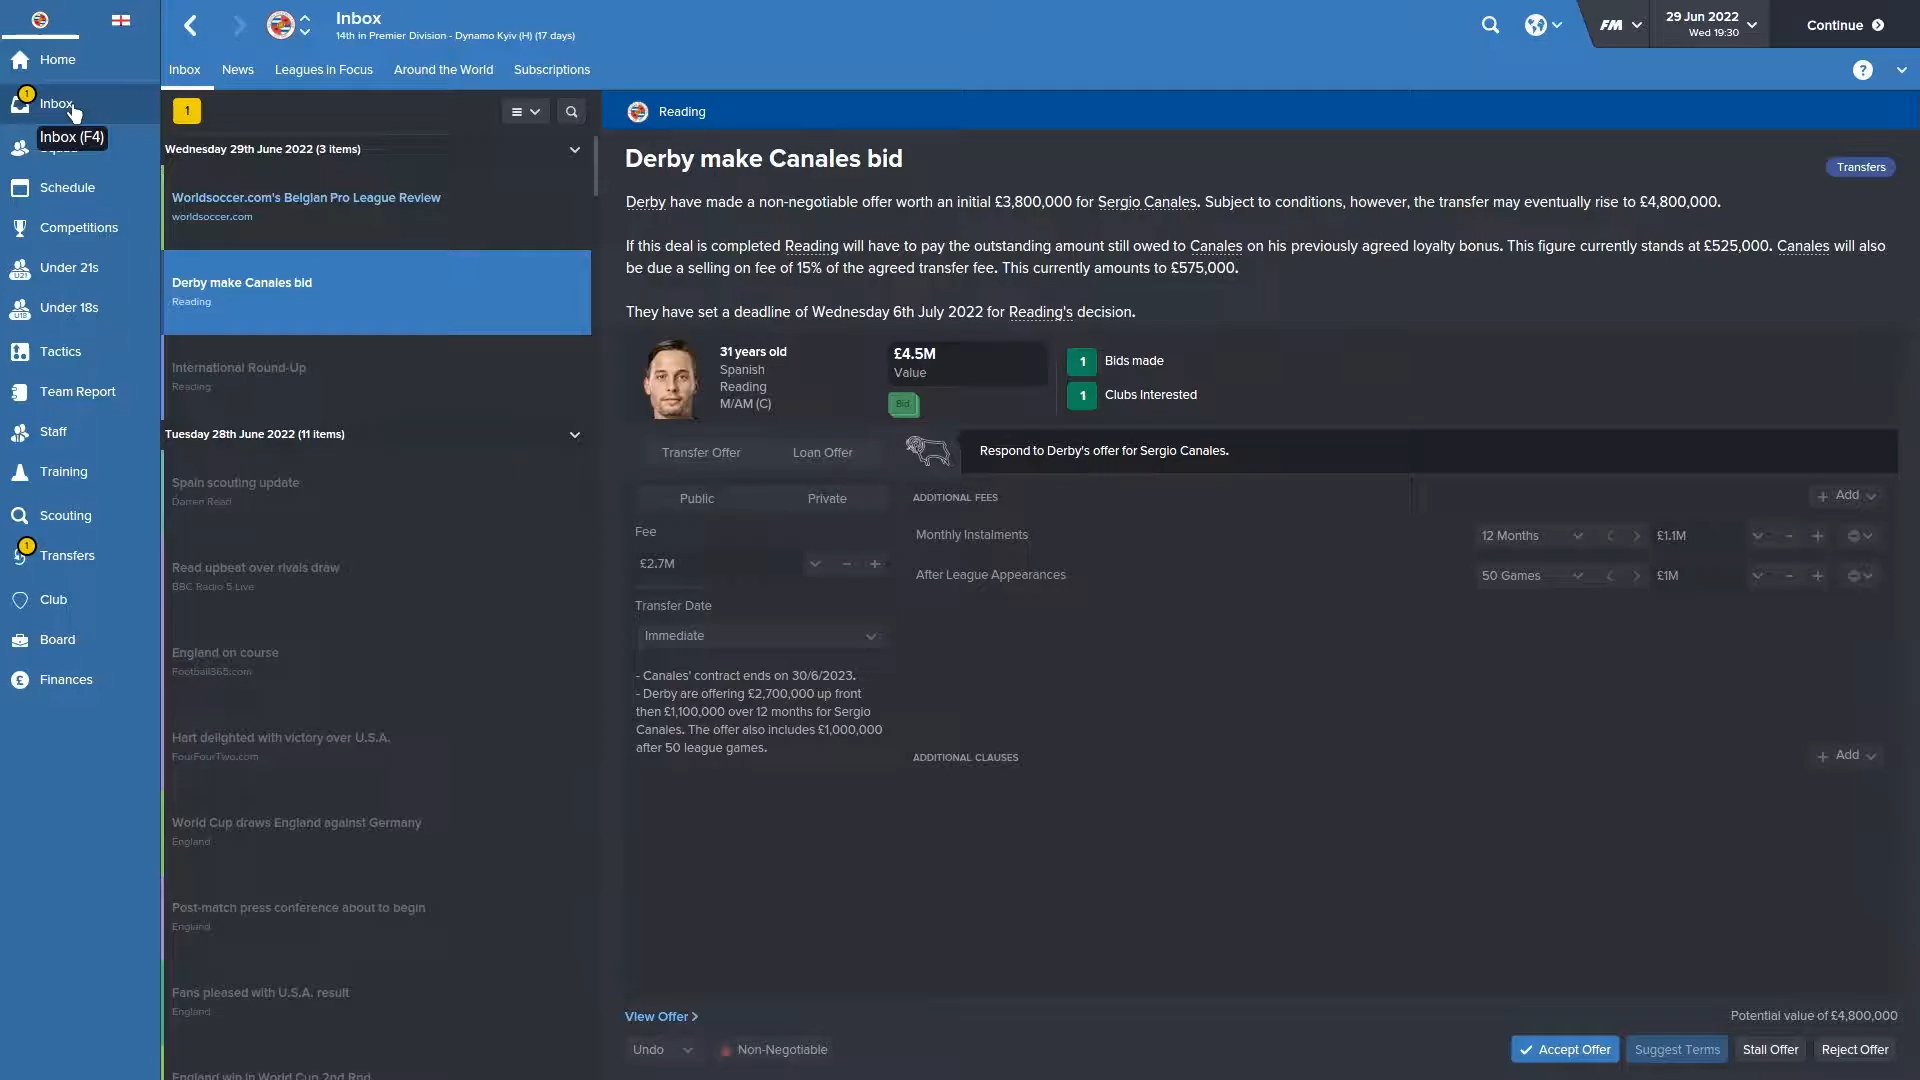 Inbox
14th in Premier Division - Dynamo Kyiv (H) (17 days)
FM
29 Jun 2022
Wed 19:30
Continue
Home
1
Inbox
Inbox (F4)
Schedule
Competitions
U21
Under 21s
U18
Under 18s
Tactics
Team Report
Staff
Training
Scouting
1
Transfers
Club
Board
Finances
Inbox
News
Leagues in Focus
Around the World
Subscriptions
1
Wednesday 29th June 2022 (3 items)
Worldsoccer.com's Belgian Pro League Review
worldsoccer.com
Derby make Canales bid
Reading
International Round-Up
Reading
Tuesday 28th June 2022 (11 items)
Spain scouting update
Darren Read
Read upbeat over rivals draw
BBC Radio 5 Live
England on course
Football365.com
Hart delighted with victory over U.S.A.
FourFourTwo.com
World Cup draws England against Germany
England
Post-match press conference about to begin
England
Fans pleased with U.S.A. result
England
England win in World Cup 2nd Rnd
Reading
Derby make Canales bid
Transfers
Derby have made a non-negotiable offer worth an initial £3,800,000 for Sergio Canales. Subject to conditions, however, the transfer may eventually rise to £4,800,000.
If this deal is completed Reading will have to pay the outstanding amount still owed to Canales on his previously agreed loyalty bonus. This figure currently stands at £525,000. Canales will also
be due a selling on fee of 15% of the agreed transfer fee. This currently amounts to £575,000.
They have set a deadline of Wednesday 6th July 2022 for Reading's decision.
31 years old
Spanish
Reading
M/AM (C)
£4.5M
Value
Bid
1 Bids made
1 Clubs Interested
Transfer Offer
Loan Offer
Respond to Derby's offer for Sergio Canales.
Public
Private
Fee
£2.7M
Transfer Date
Immediate
- Canales' contract ends on 30/6/2023.
- Derby are offering £2,700,000 up front
then £1,100,000 over 12 months for Sergio
Canales. The offer also includes £1,000,000
after 50 league games.
ADDITIONAL FEES
+ Add
Monthly Instalments
12 Months
£1.1M
After League Appearances
50 Games
£1M
ADDITIONAL CLAUSES
+ Add
View Offer >
Potential value of £4,800,000
Undo
Non-Negotiable
Accept Offer
Suggest Terms
Stall Offer
Reject Offer